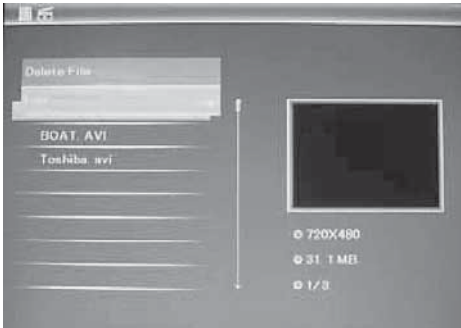 Delete File
BOAT. AVI
Toshiba. avi
720X480
31. 1 MB
1/3